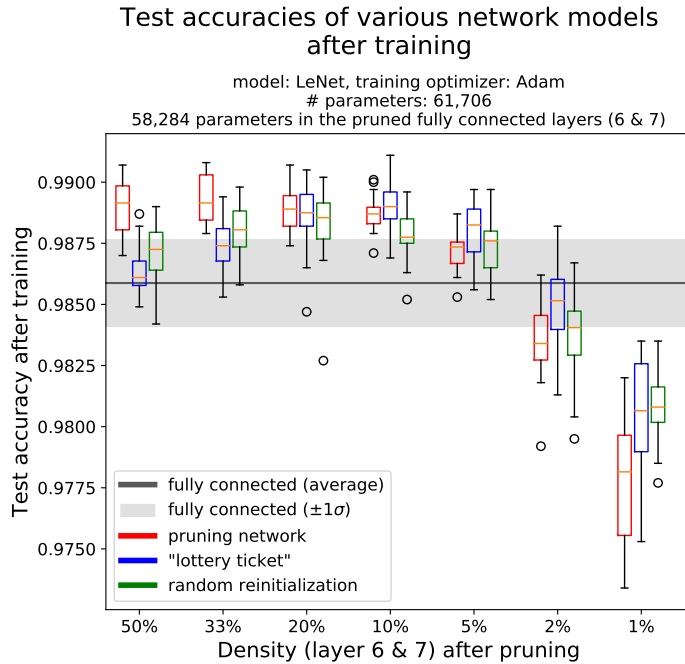 Test accuracies of various network models
after training
model: LeNet, training optimizer: Adam
# parameters: 61,706
58,284 parameters in the pruned fully connected layers (6 & 7)
Test accuracy after training
0.9900
0.9875
0.9850
0.9825
0.9800
0.9775
0.9750
fully connected (average)
fully connected (±1σ)
pruning network
"lottery ticket"
random reinitialization
50% 33% 20% 10% 5% 2% 1%
Density (layer 6 & 7) after pruning